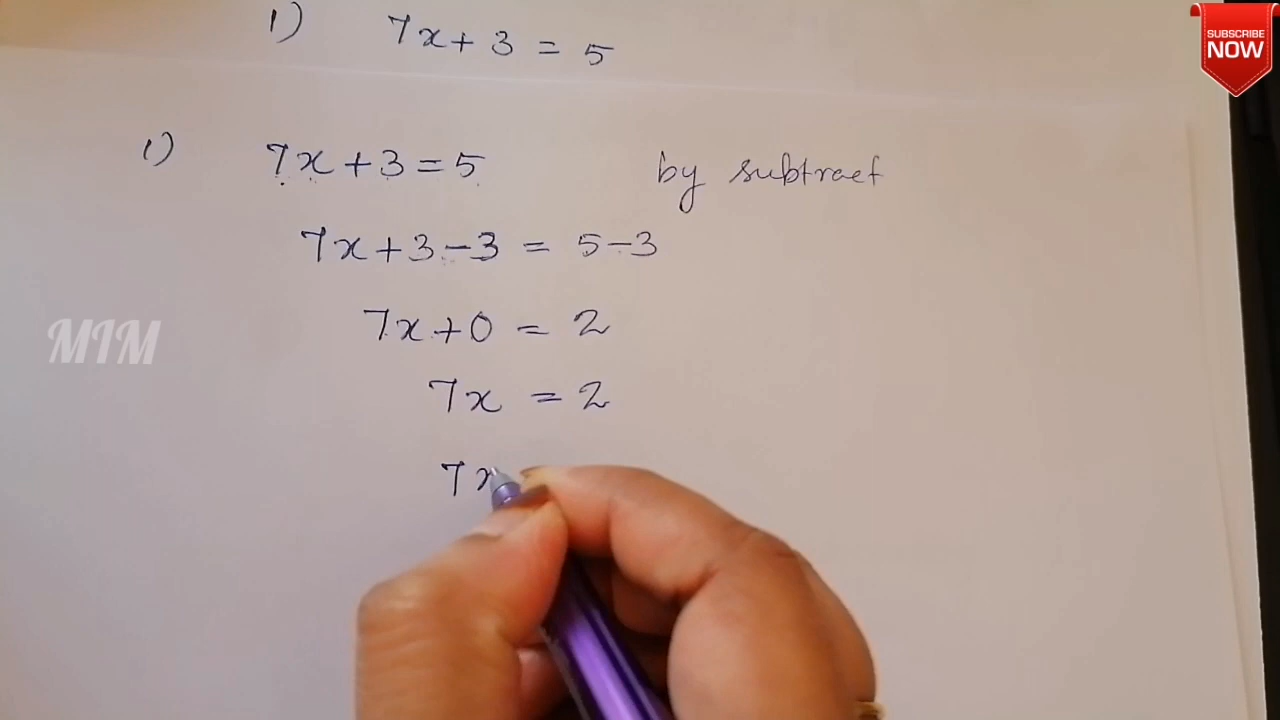 1) 7x + 3 = 5
SUBSCRIBE
NOW
1) 7x + 3 = 5 by subtract
7x + 3 - 3 = 5 - 3
MIM
7x + 0 = 2
7x = 2
7x